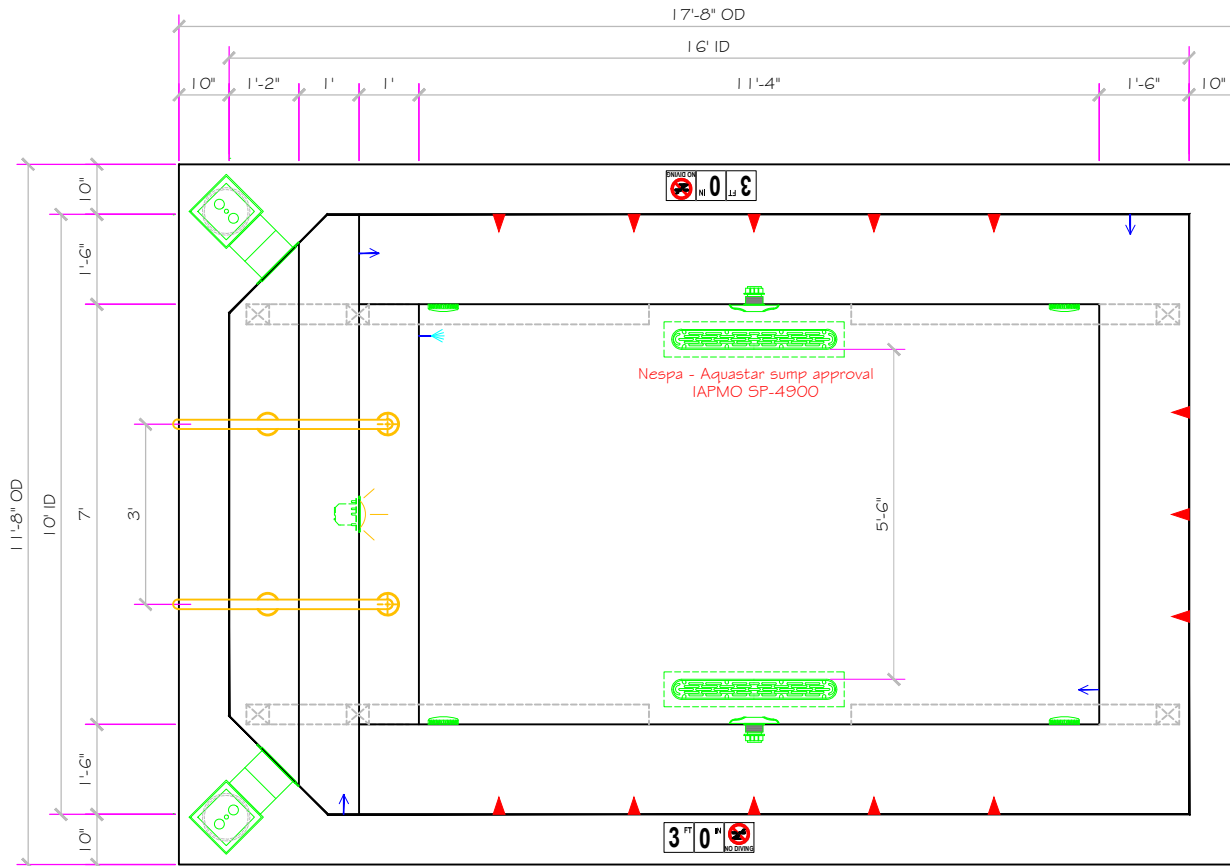 17'-8" OD
16' ID
10"
1'-2"
1'
1'
11'-4"
1'-6"
10"
10"
1'-6"
7'
1'-6"
10"
10' ID
11'-8" OD
3'
5'-6"
3 FT 0 IN NO DIVING
Nespa - Aquastar sump approval
IAPMO SP-4900
3 FT 0 IN NO DIVING